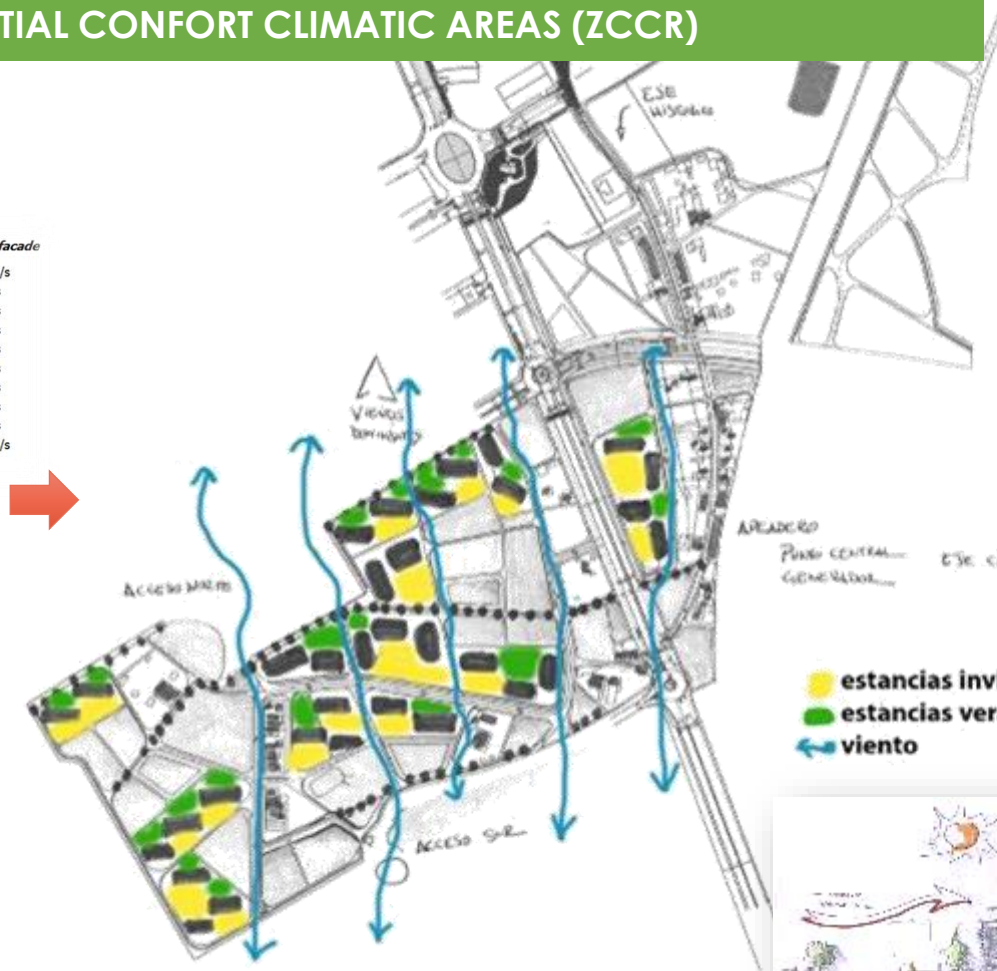 TIAL CONFORT CLIMATIC AREAS (ZCCR)
EJE
HISTORICO
facade
/s
s
s
s
s
s
s
s
s
/s
VIENTOS
DOMINANTES
APEADERO
PUNTO CENTRAL
GENERADOR
EJE C
ACCESO NORTE
estancias inv
estancias ver
viento
ACCESO SUR